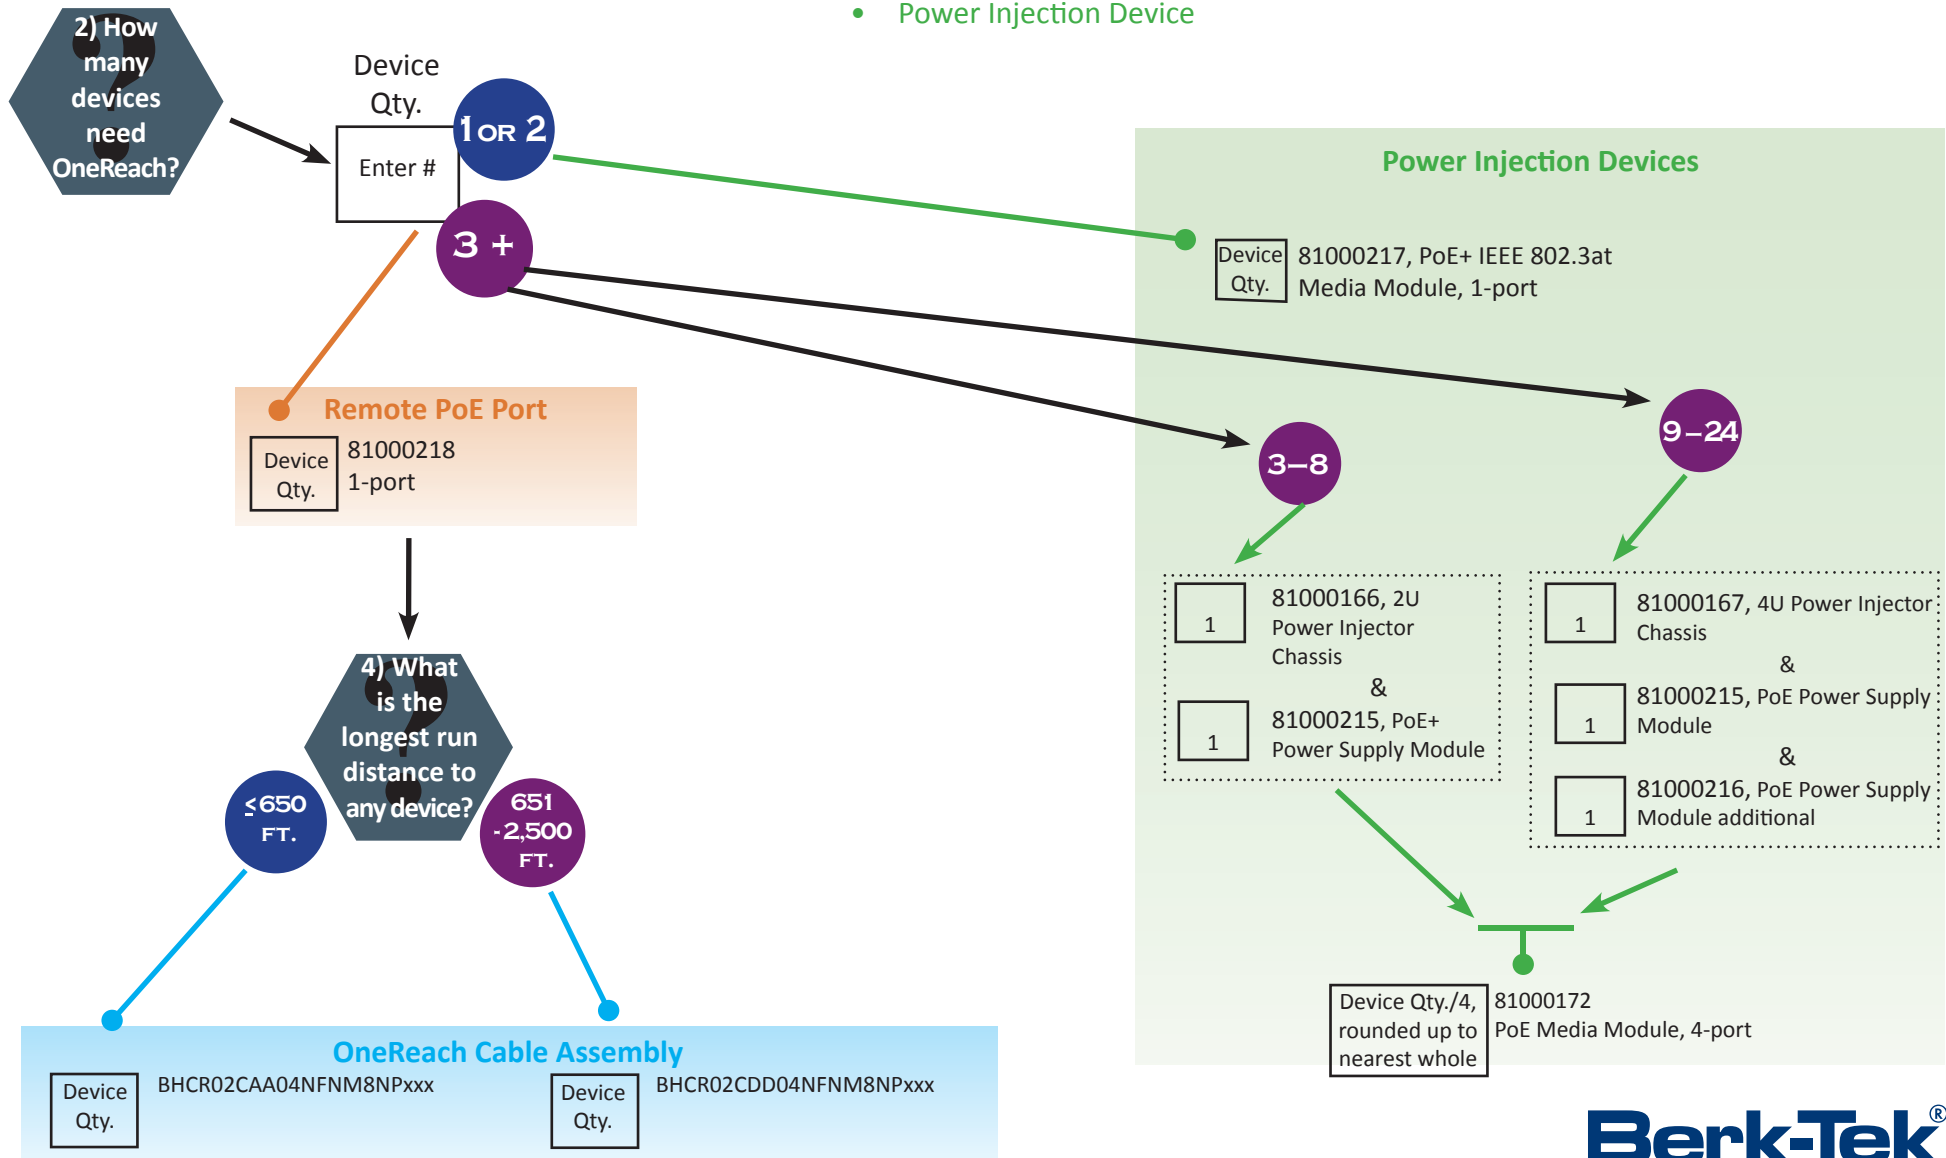 • Power Injection Device
2) How
many
devices
need
OneReach?
Device
Qty.
Enter #
1 OR 2
3 +
Power Injection Devices
Device
Qty.
81000217, PoE+ IEEE 802.3at
Media Module, 1-port
Remote PoE Port
Device
Qty.
81000218
1-port
3–8
9–24
1
81000166, 2U
Power Injector
Chassis
&
1
81000215, PoE+
Power Supply Module
1
81000167, 4U Power Injector
Chassis
&
1
81000215, PoE Power Supply
Module
&
1
81000216, PoE Power Supply
Module additional
4) What
is the
longest run
distance to
any device?
≤650
FT.
651
-2,500
FT.
Device Qty./4,
rounded up to
nearest whole
81000172
PoE Media Module, 4-port
OneReach Cable Assembly
Device
Qty.
BHCR02CAA04NFNM8NPxxx
Device
Qty.
BHCR02CDD04NFNM8NPxxx
Berk-Tek®